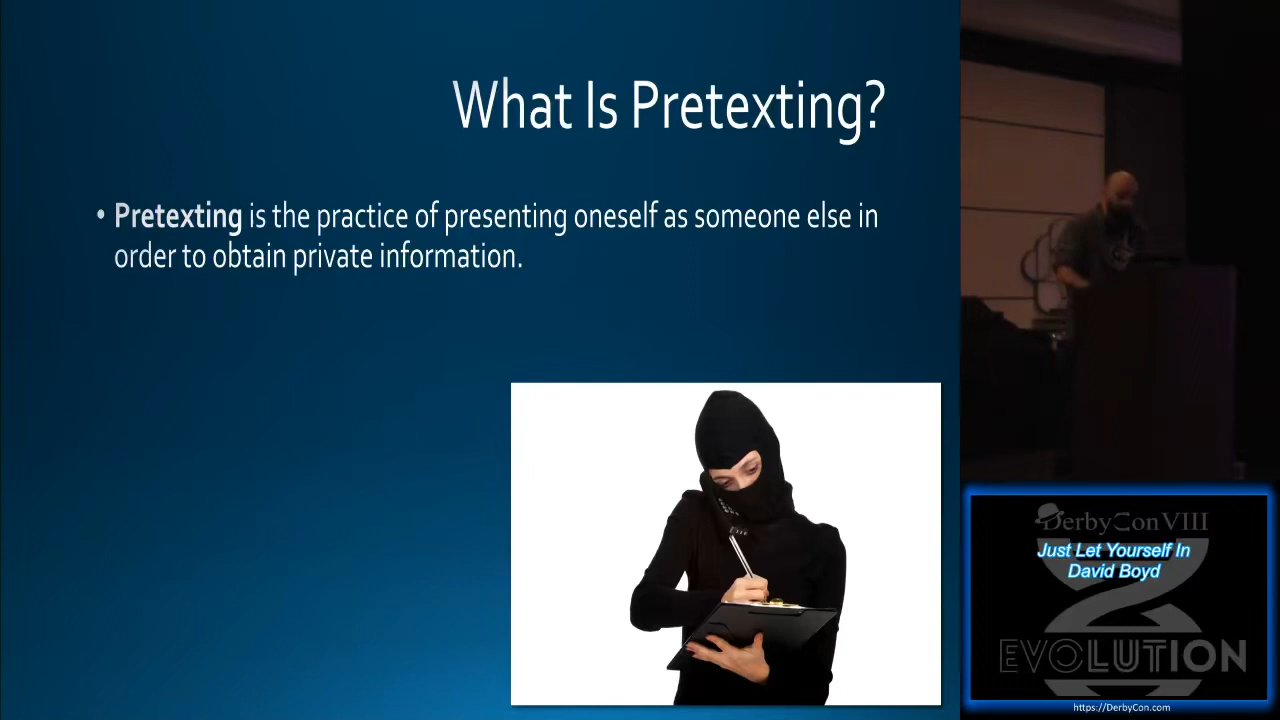 What Is Pretexting?
• Pretexting is the practice of presenting oneself as someone else in
order to obtain private information.
DerbyCon VIII
Just Let Yourself In
David Boyd
EVOLUTION
https://DerbyCon.com